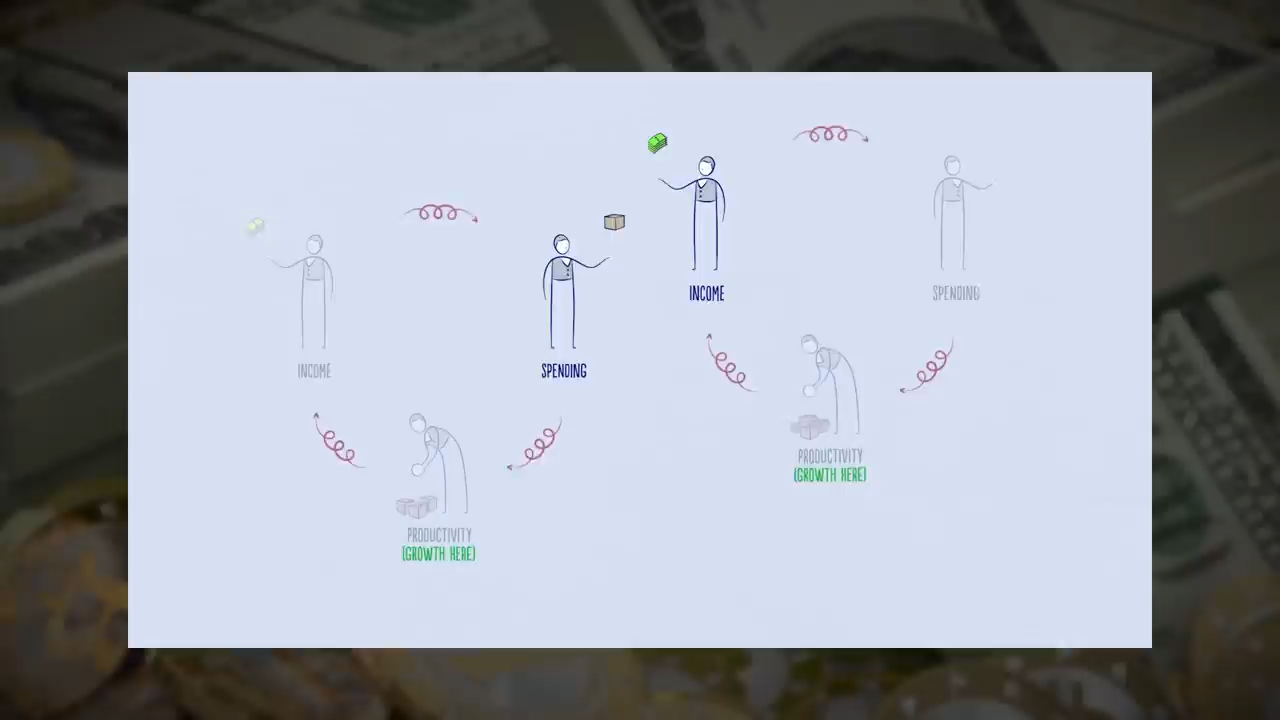 INCOME
SPENDING
INCOME
SPENDING
PRODUCTIVITY
(GROWTH HERE)
PRODUCTIVITY
(GROWTH HERE)